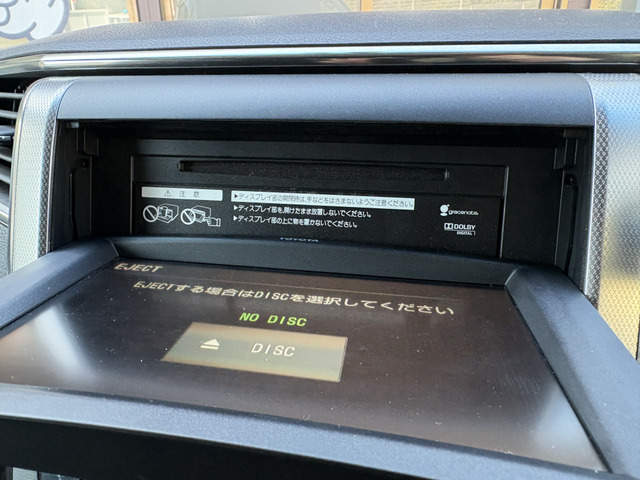 注意
▶ディスプレイ部の開閉時は、手などをはさまないようご注意ください。
▶ディスプレイ部を、開けたまま放置しないでください。
▶ディスプレイ部の上に物を置かないでください。
gracenote.
DOLBY
DIGITAL
TOYOTA
EJECT
EJECTする場合はDISCを選択してください
NO DISC
DISC